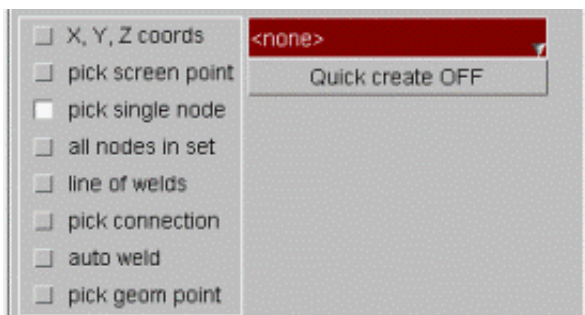 X, Y, Z coords
<none>
pick screen point
Quick create OFF
pick single node
all nodes in set
line of welds
pick connection
auto weld
pick geom point